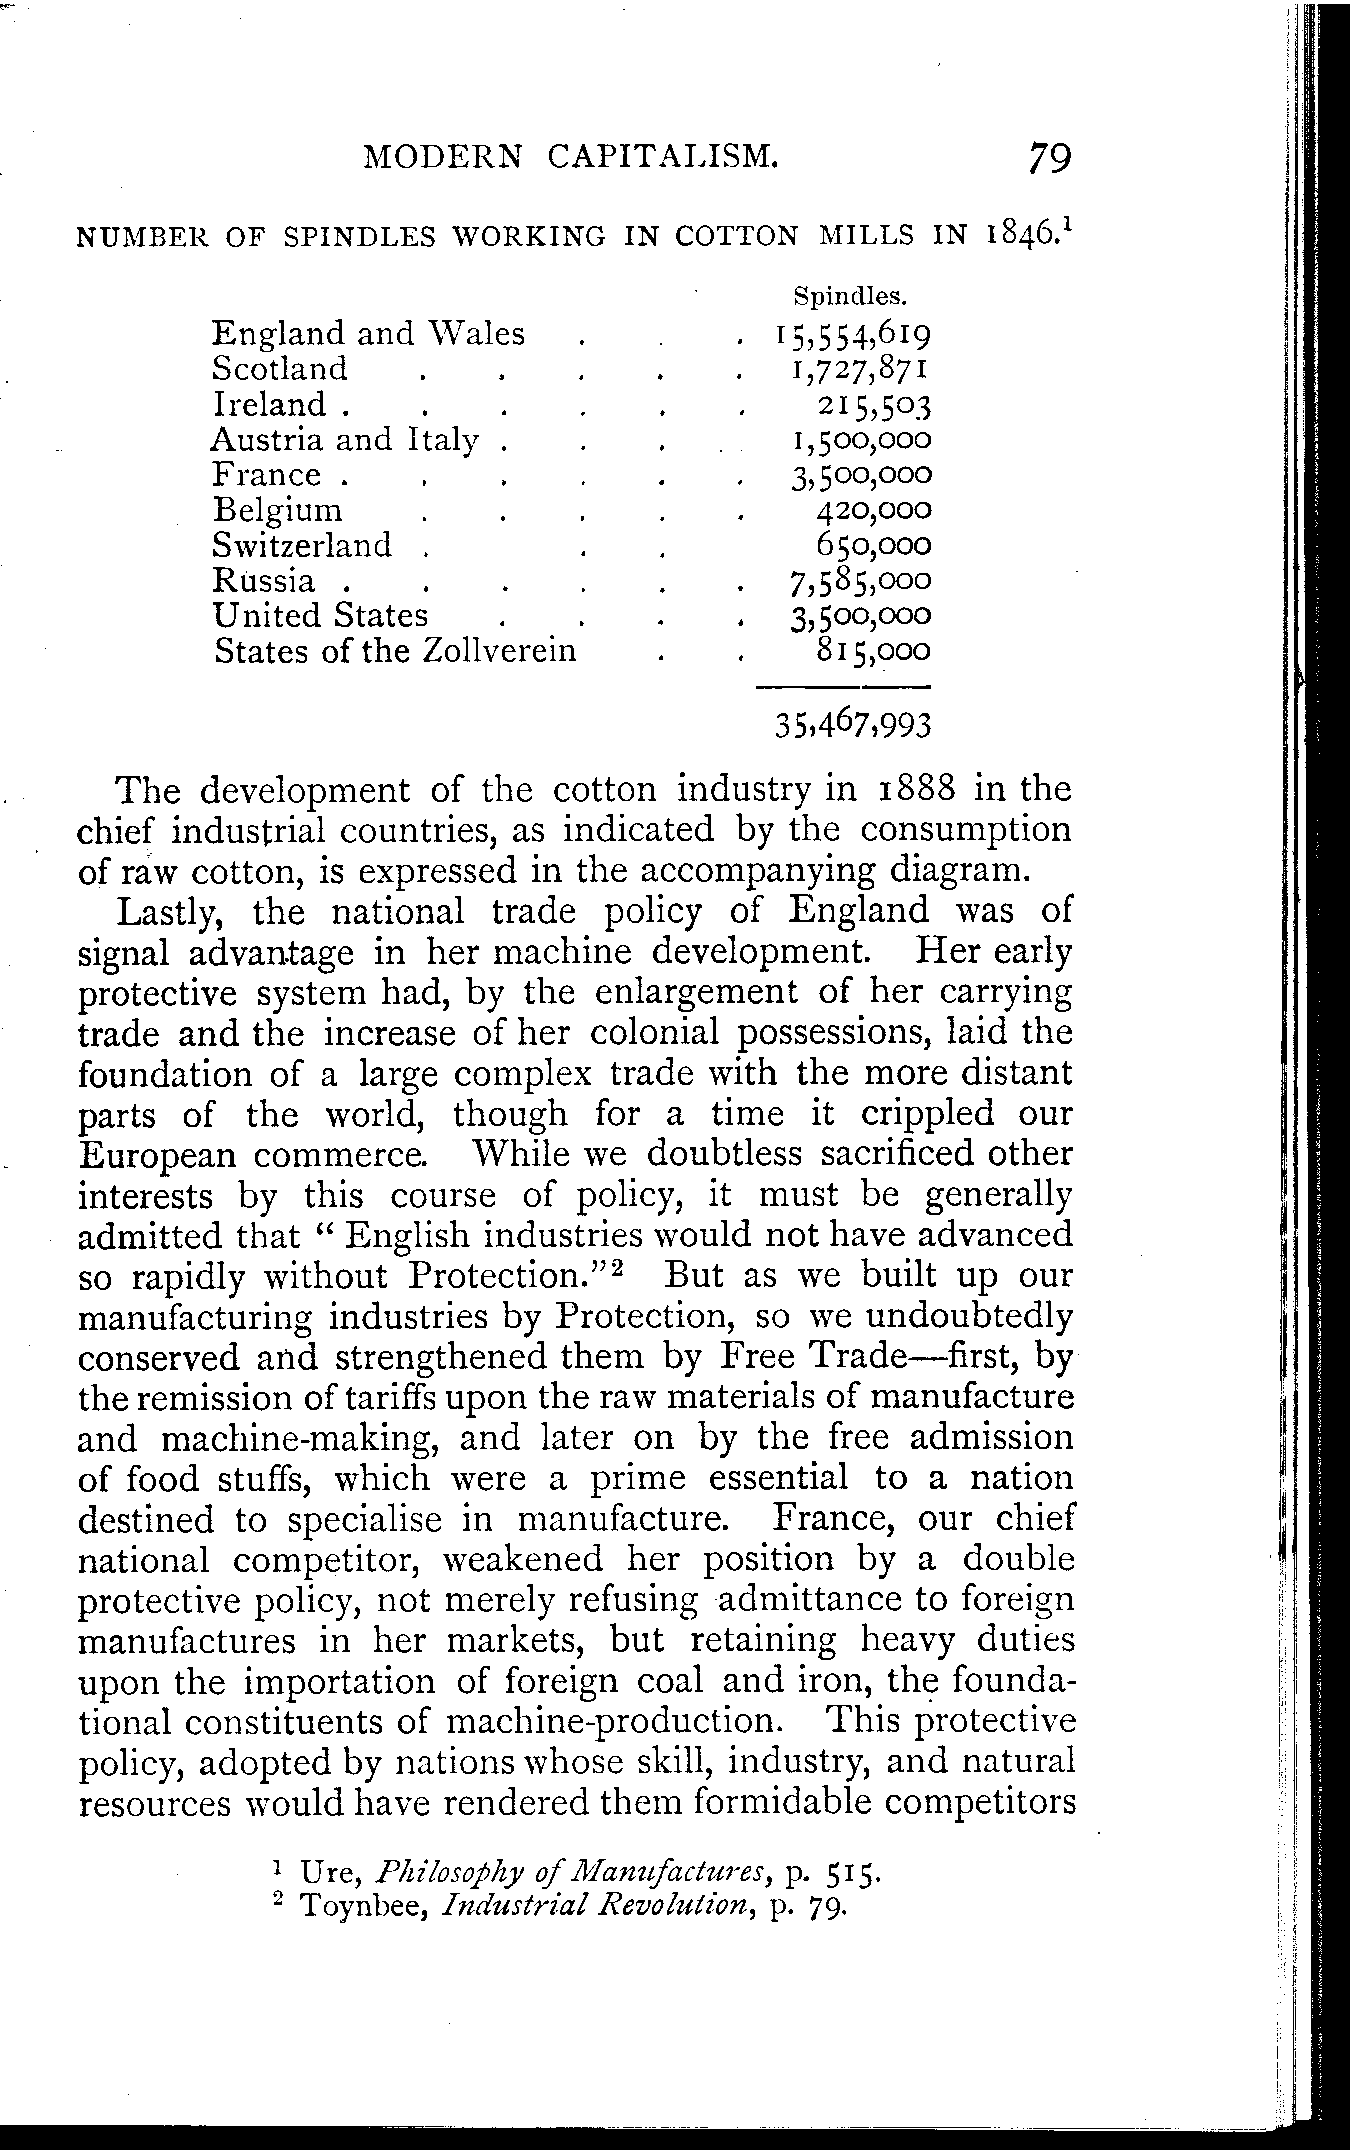 MODERN CAPITALISM. 79
NUMBER OF SPINDLES WORKING IN COTTON MILLS IN 1846.¹
Spindles.
England and Wales . . . 15,554,619
Scotland . . . . . 1,727,871
Ireland . . . . . . 215,503
Austria and Italy . . . . 1,500,000
France . . . . . . 3,500,000
Belgium . . . . . 420,000
Switzerland . . . 650,000
Russia . . . . . . 7,585,000
United States . . . . 3,500,000
States of the Zollverein . . 815,000
35,467,993
The development of the cotton industry in 1888 in the
chief industrial countries, as indicated by the consumption
of raw cotton, is expressed in the accompanying diagram.
Lastly, the national trade policy of England was of
signal advantage in her machine development. Her early
protective system had, by the enlargement of her carrying
trade and the increase of her colonial possessions, laid the
foundation of a large complex trade with the more distant
parts of the world, though for a time it crippled our
European commerce. While we doubtless sacrificed other
interests by this course of policy, it must be generally
admitted that " English industries would not have advanced
so rapidly without Protection."² But as we built up our
manufacturing industries by Protection, so we undoubtedly
conserved and strengthened them by Free Trade—first, by
the remission of tariffs upon the raw materials of manufacture
and machine-making, and later on by the free admission
of food stuffs, which were a prime essential to a nation
destined to specialise in manufacture. France, our chief
national competitor, weakened her position by a double
protective policy, not merely refusing admittance to foreign
manufactures in her markets, but retaining heavy duties
upon the importation of foreign coal and iron, the founda-
tional constituents of machine-production. This protective
policy, adopted by nations whose skill, industry, and natural
resources would have rendered them formidable competitors
¹ Ure, Philosophy of Manufactures, p. 515.
² Toynbee, Industrial Revolution, p. 79.